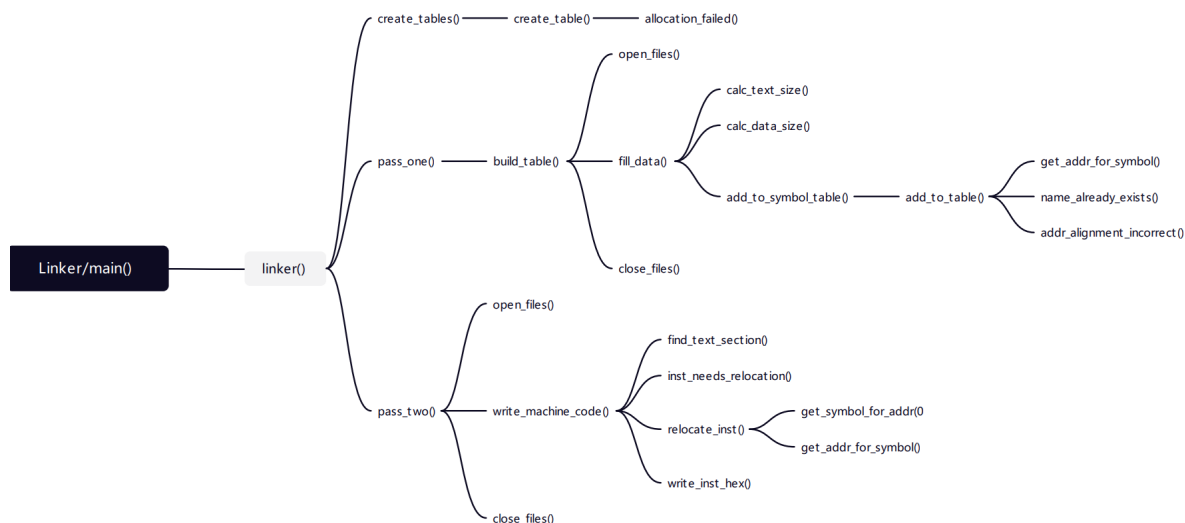 create_tables() create_table() allocation_failed()
open_files()
calc_text_size()
calc_data_size()
pass_one() build_table() fill_data() get_addr_for_symbol()
add_to_symbol_table() add_to_table() name_already_exists()
addr_alignment_incorrect()
Linker/main() linker() close_files()
open_files()
find_text_section()
inst_needs_relocation()
pass_two() write_machine_code() get_symbol_for_addr(0
relocate_inst()
get_addr_for_symbol()
write_inst_hex()
close_files()